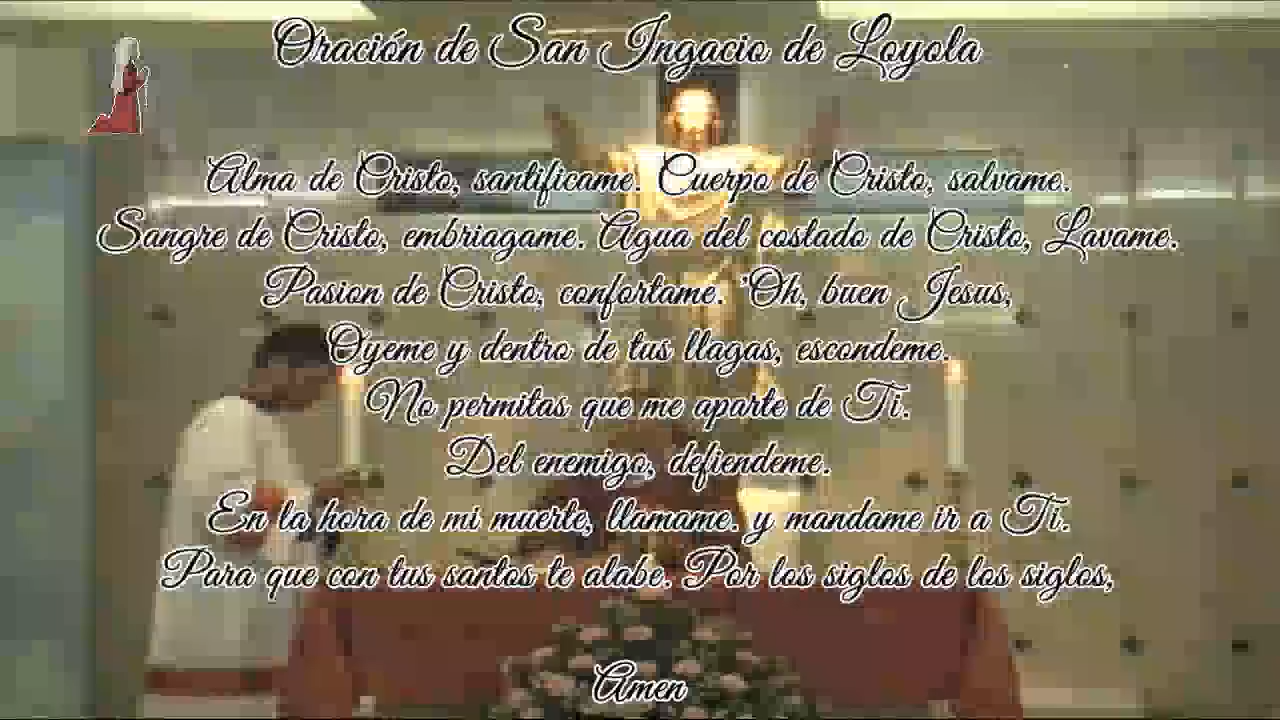 Oración de San Ingacio de Loyola
Alma de Cristo, santificame. Cuerpo de Cristo, salvame.
Sangre de Cristo, embriagame. Agua del costado de Cristo, Lavame.
Pasion de Cristo, confortame. 'Oh, buen Jesus,
O'yeme y dentro de tus llagas, escondeme.
No permitas que me aparte de Ti.
Del enemigo, defiendeme.
En la hora de mi muerte, llamame. y mandame ir a Ti.
Para que con tus santos te alabe. Por los siglos de los siglos,
Amen